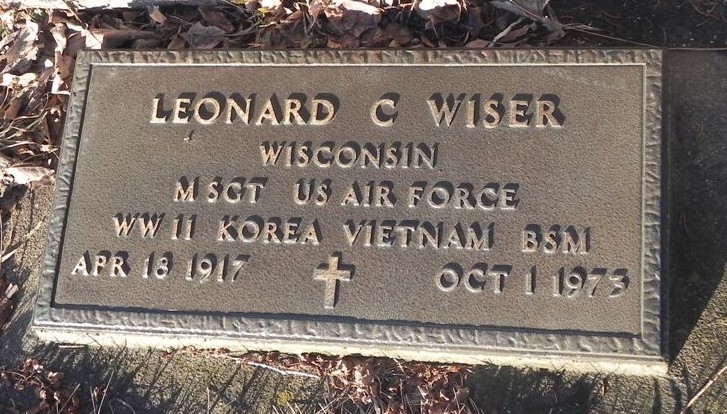 LEONARD C WISER
WISCONSIN
M SGT US AIR FORCE
WW II KOREA VIETNAM BSM
APR 18 1917 OCT 1 1973